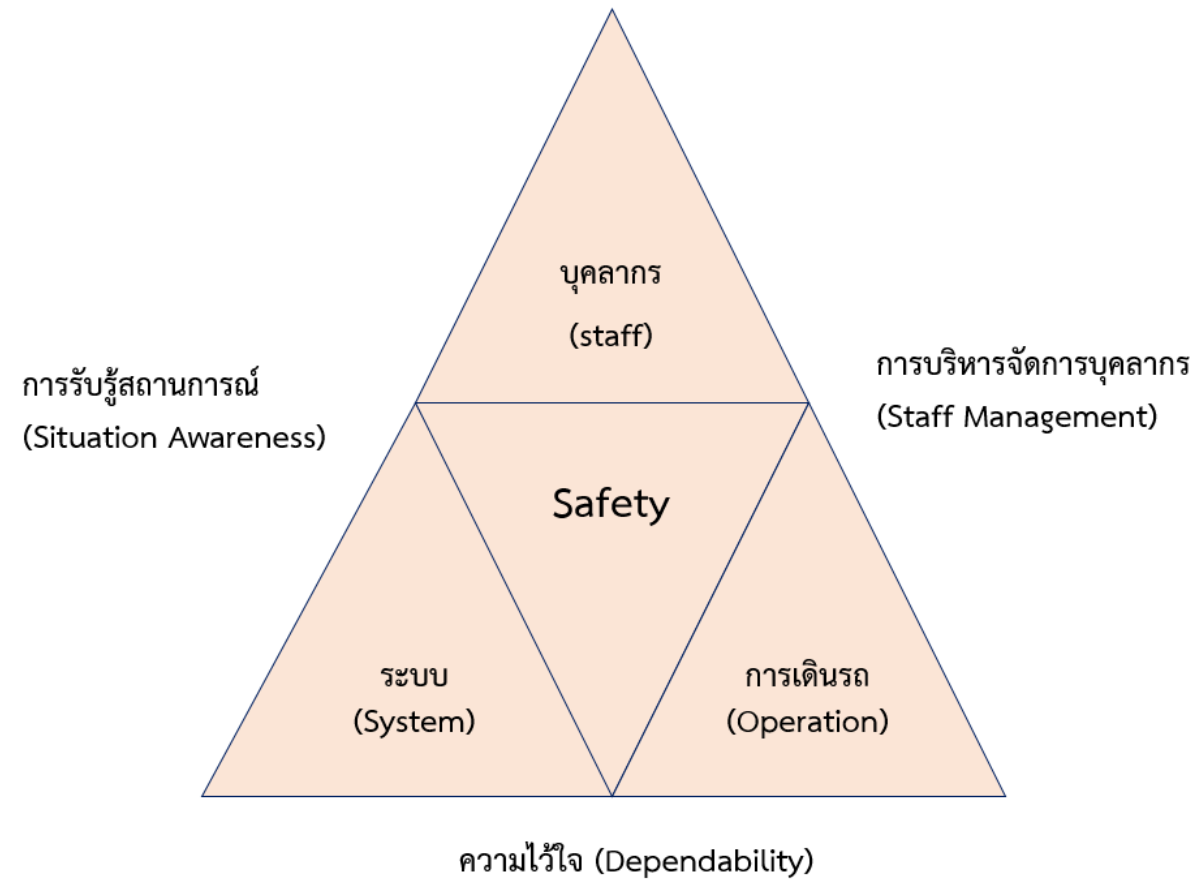 บุคลากร
(staff)
การรับรู้สถานการณ์
(Situation Awareness)
การบริหารจัดการบุคลากร
(Staff Management)
Safety
ระบบ
(System)
การเดินรถ
(Operation)
ความไว้ใจ (Dependability)